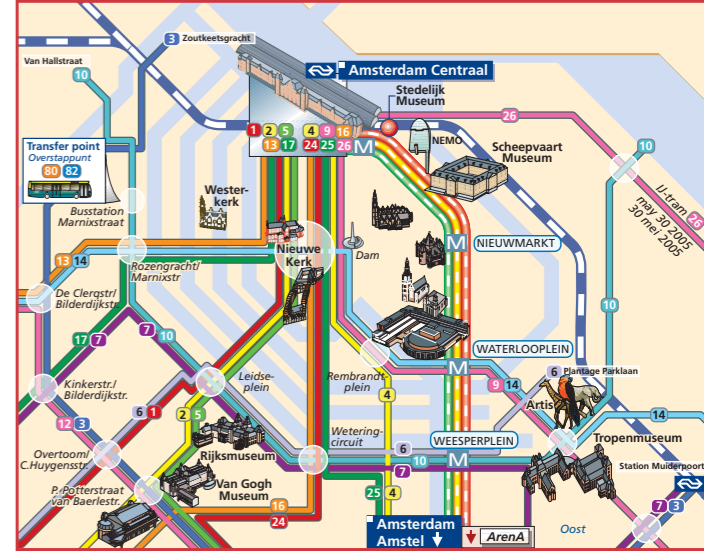 3 Zoutkeetsgracht
Van Hallstraat
10
Amsterdam Centraal
Stedelijk
Museum
26
1 2 5 4 9 16
13 17 24 25 26
M
NEMO
Scheepvaart
Museum
10
Transfer point
Overstappunt
80 82
Busstation
Marnixstraat
Wester-
kerk
IJ-tram 26
may 30 2005
30 mei 2005
Nieuwe
Kerk
Dam
M NIEUWMARKT
13 14
Rozengracht/
Marnixstr
De Clerqstr/
Bilderdijkstr.
10
17 7
7 10
WATERLOOPLEIN
M
6 Plantage Parklaan
Kinkerstr./
Bilderdijkstr.
Leidse-
plein
Rembrandt-
plein
9 14
4
Artis
14
12 3
6 1
2 5
Wetering-
circuit
6
WEESPERPLEIN
10 M
7
Tropenmuseum
Overtoom/
C.Huygensstr.
Rijksmuseum
Station Muiderpoort
P. Potterstraat
van Baerlestr.
Van Gogh
Museum
25 4
7 3
16
24
Amsterdam
Amstel
ArenA
Oost